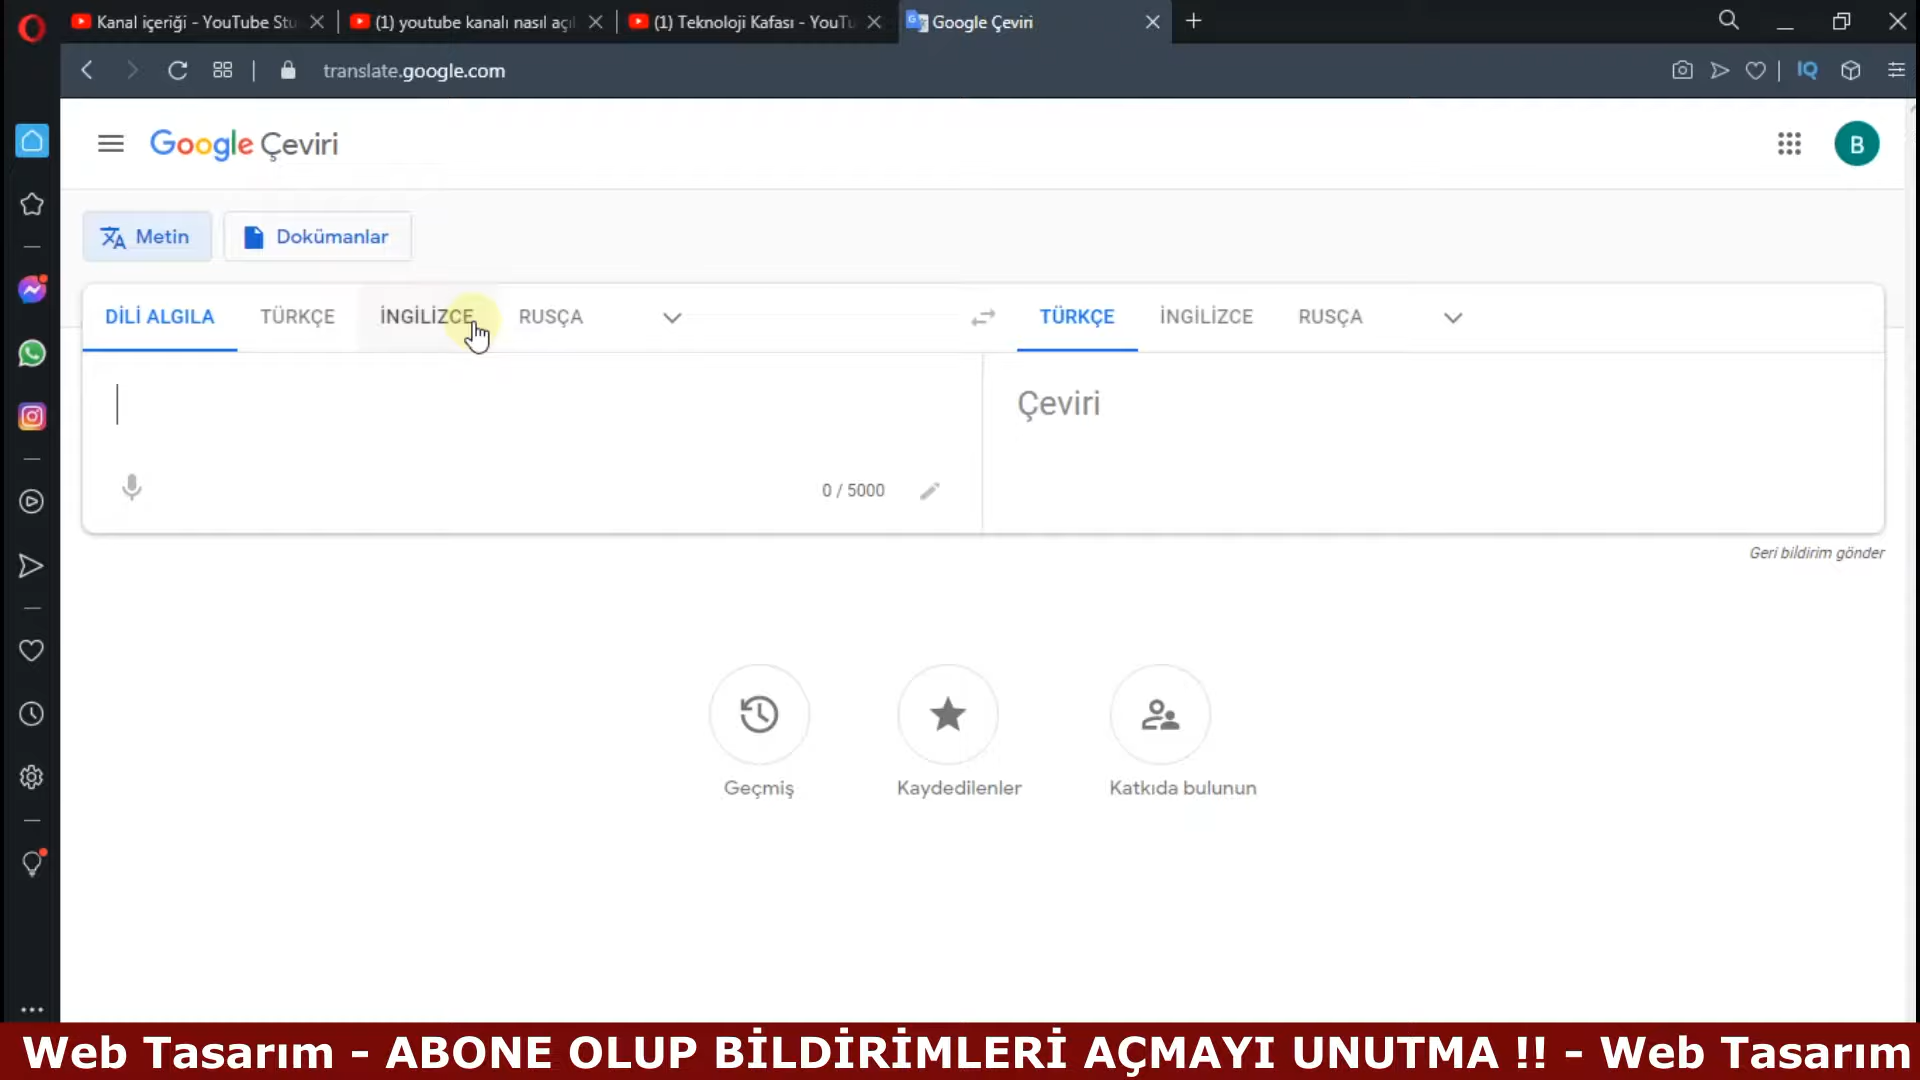 Kanal içeriği - YouTube Stu
(1) youtube kanalı nasıl açıl
(1) Teknoloji Kafası - YouTu
Google Çeviri
translate.google.com
IQ
Google Çeviri
B
Metin
Dokümanlar
DİLİ ALGILA
TÜRKÇE
İNGİLİZCE
RUSÇA
TÜRKÇE
İNGİLİZCE
RUSÇA
Çeviri
0 / 5000
Geri bildirim gönder
Geçmiş
Kaydedilenler
Katkıda bulunun
Web Tasarım - ABONE OLUP BİLDİRİMLERİ AÇMAYI UNUTMA !! - Web Tasarım